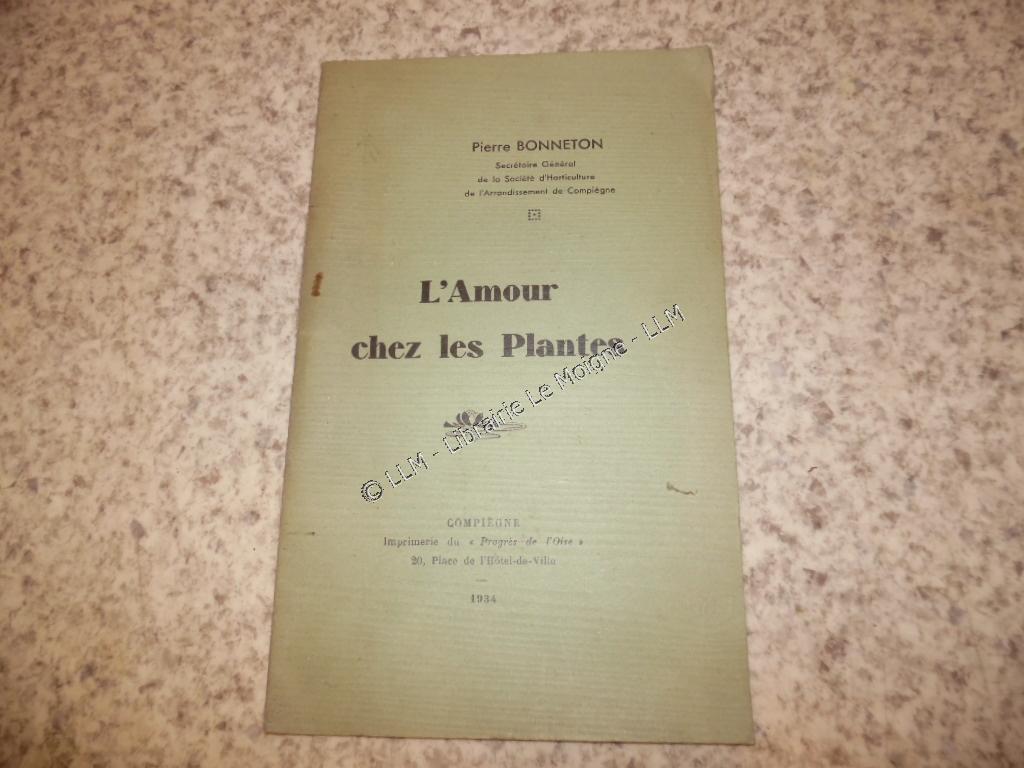 Pierre BONNETON
Secrétaire Général
de la Société d'Horticulture
de l'Arrondissement de Compiègne
L'Amour
chez les Plantes
© LLM - Librairie Le Moigne - LLM
COMPIÈGNE
Imprimerie du « Progrès de l'Oise »
20, Place de l'Hôtel-de-Ville
1934